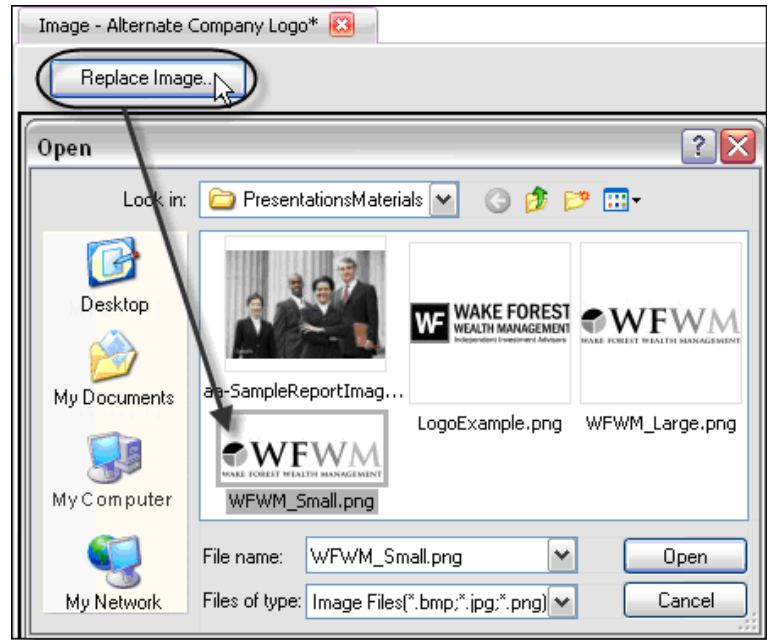 Image - Alternate Company Logo*
Replace Image...
Open
Look in:
PresentationsMaterials
Desktop
My Documents
My Computer
My Network
aa-SampleReportImag...
WF
WAKE FOREST
WEALTH MANAGEMENT
Independent Investment Advisors
LogoExample.png
WFWM
WAKE FOREST WEALTH MANAGEMENT
WFWM_Large.png
WFWM
WAKE FOREST WEALTH MANAGEMENT
WFWM_Small.png
File name:
WFWM_Small.png
Open
Files of type:
Image Files(*.bmp;*.jpg;*.png)
Cancel